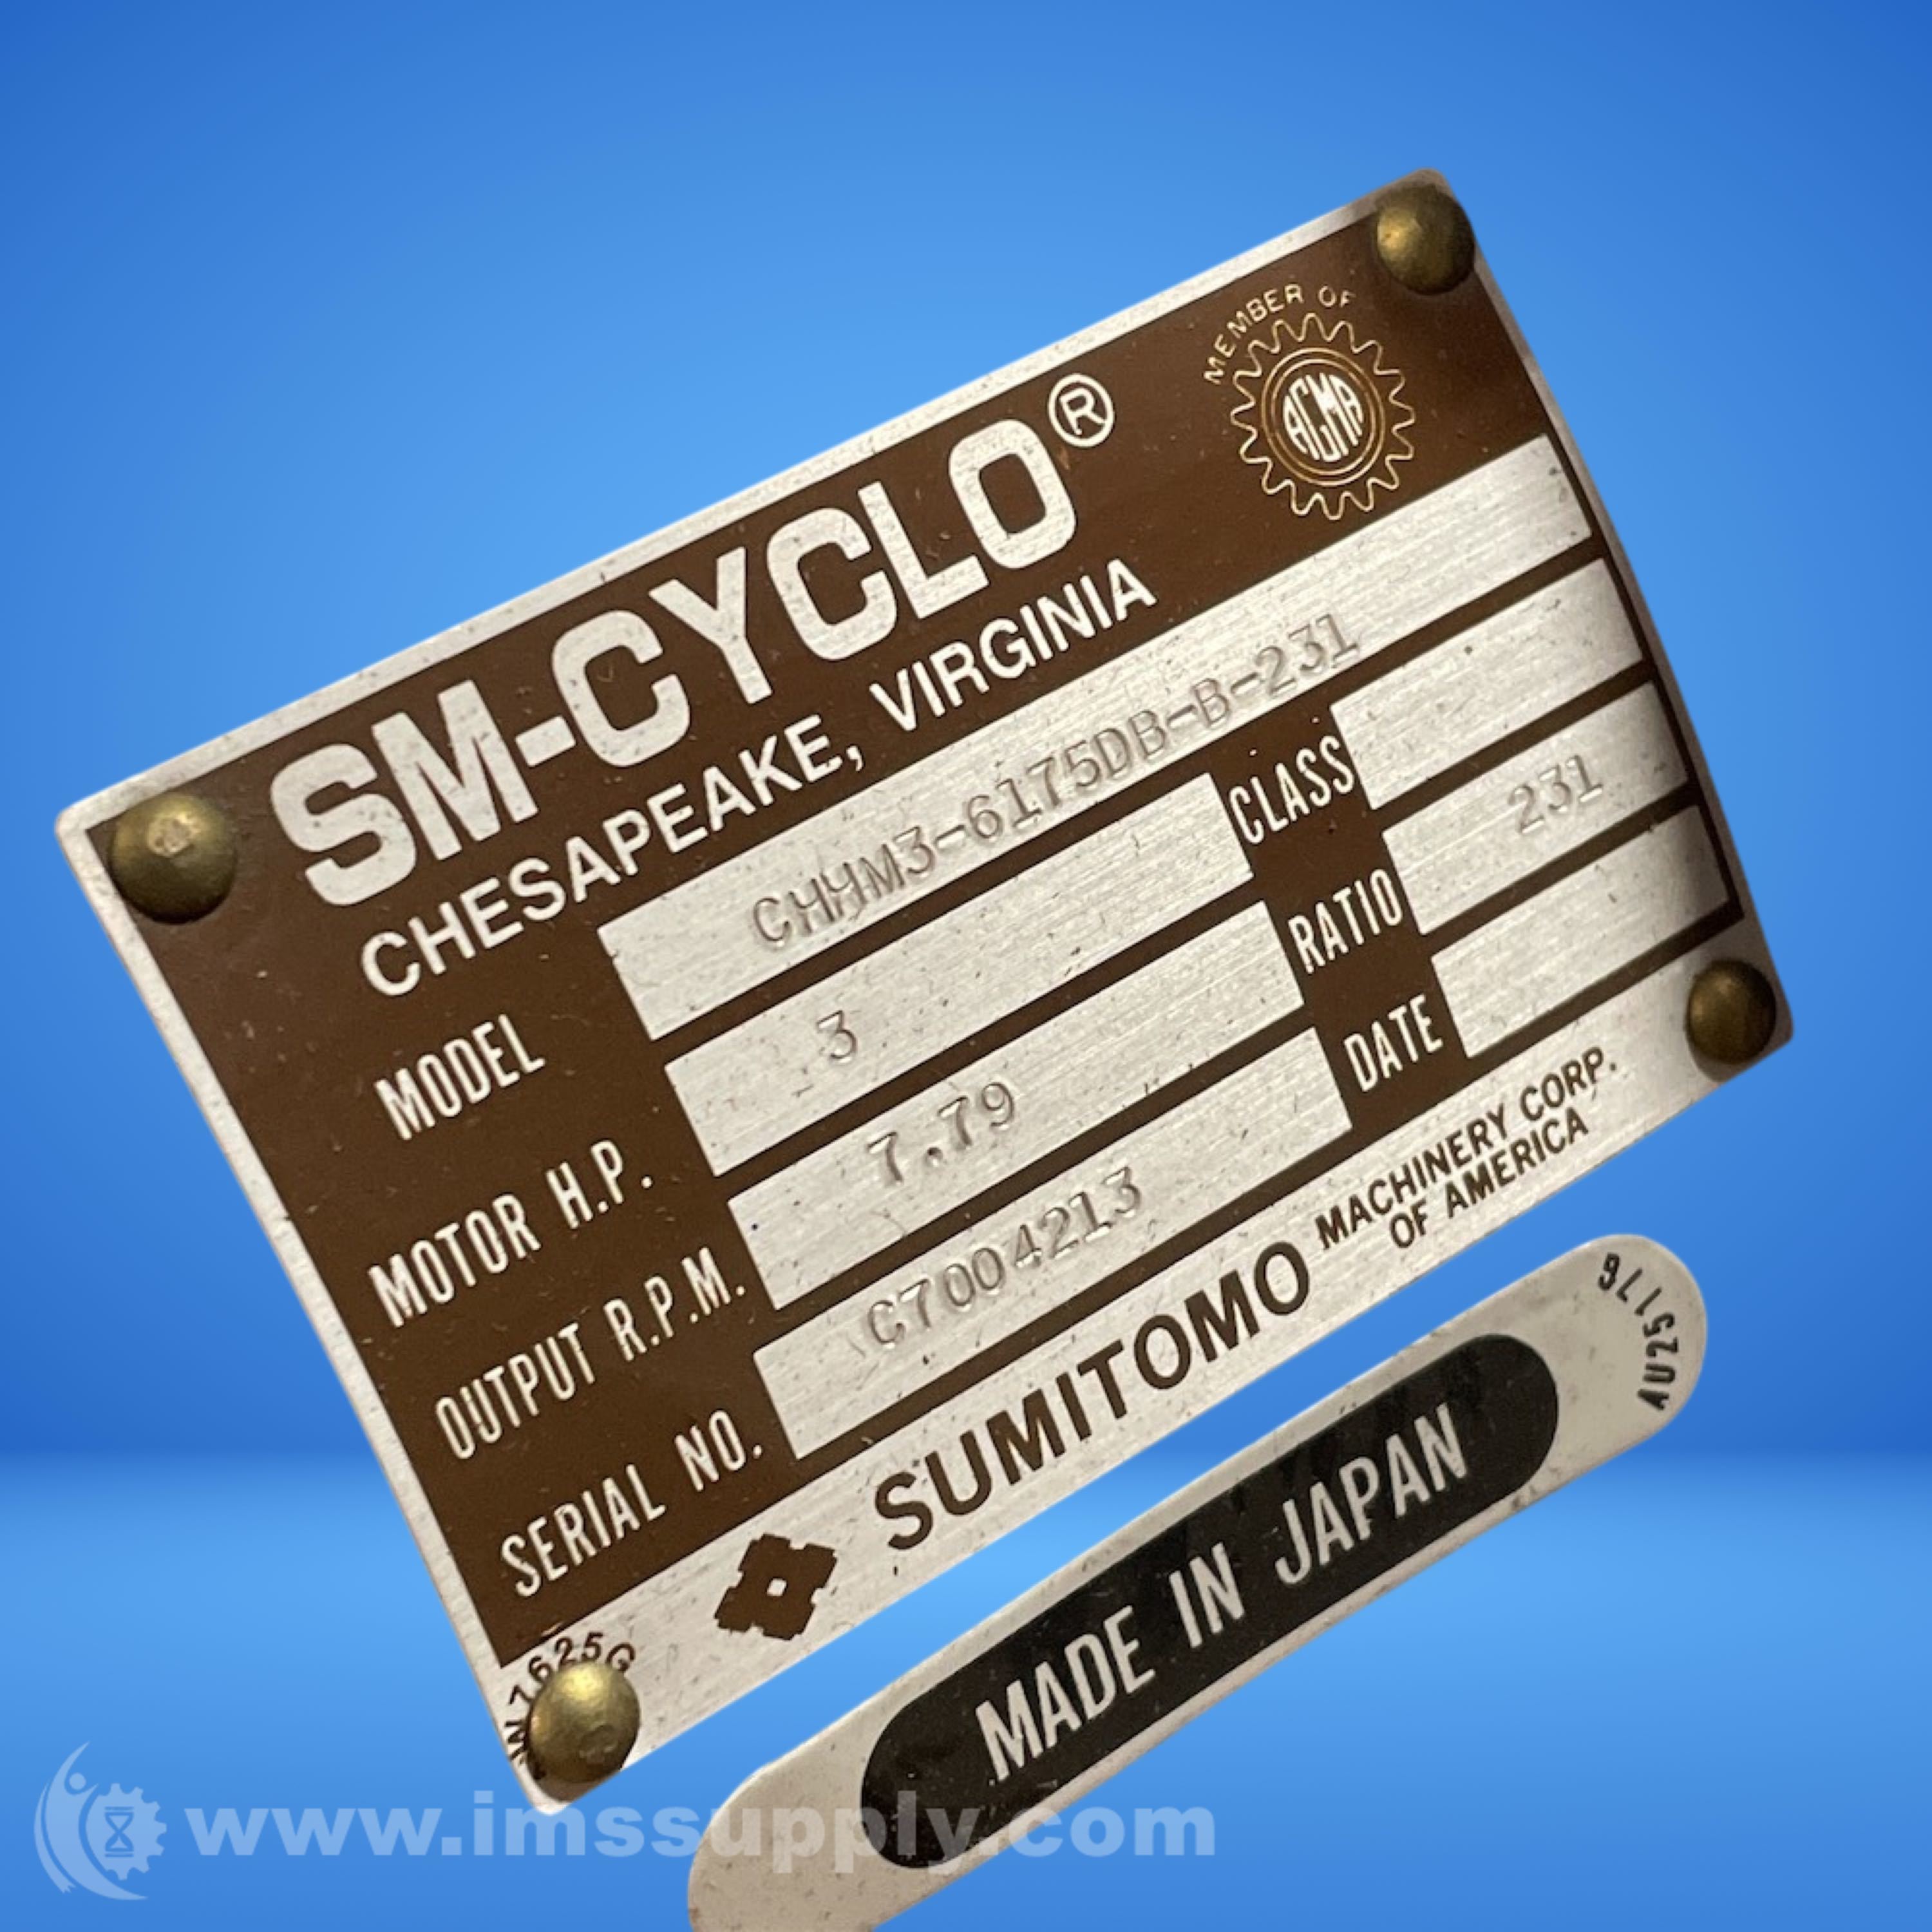 MEMBER OF
AGMA
SM-CYCLO®
CHESAPEAKE, VIRGINIA
MODEL CHHM3-6175DB-B-231
MOTOR H.P. 3 CLASS
OUTPUT R.P.M. 7.79 RATIO 231
SERIAL NO. C7004213 DATE
SUMITOMO MACHINERY CORP.
OF AMERICA
MADE IN JAPAN
www.imssupply.com